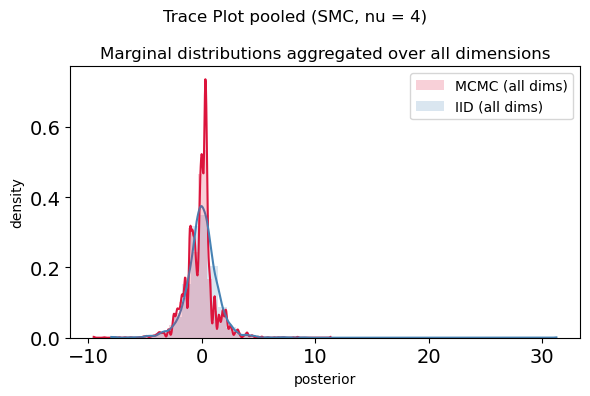 Trace Plot pooled (SMC, nu = 4)
Marginal distributions aggregated over all dimensions
MCMC (all dims)
IID (all dims)
density
0.6
0.4
0.2
0.0
−10
0
10
20
30
posterior